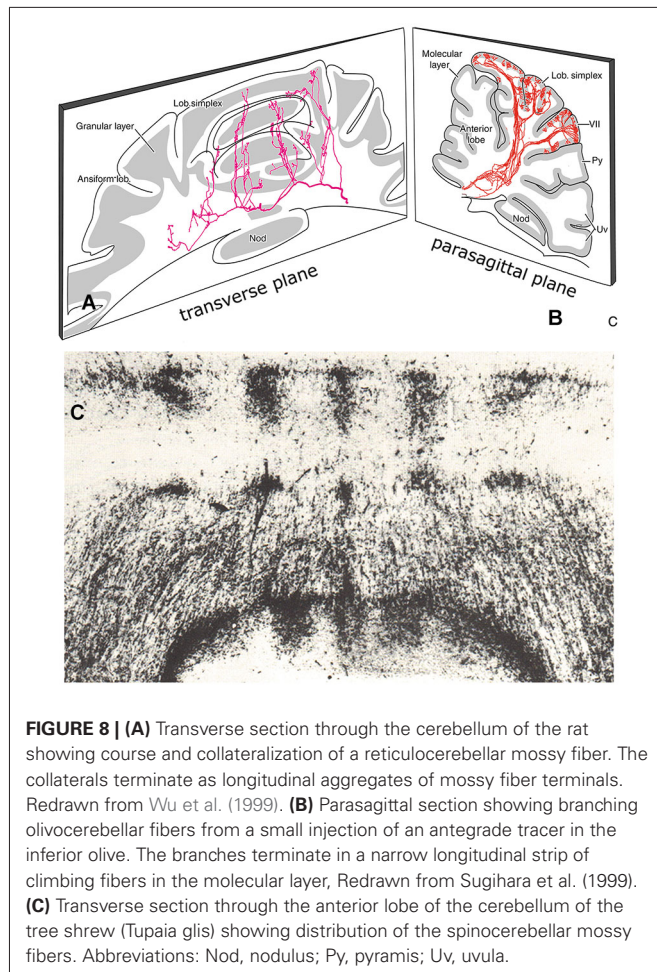 Molecular
layer
Lob. simplex
Lob.simplex
Granular layer
VII
Anterior
lobe
Ansiform lob.
Py
Nod
Nod
Uv
A
transverse plane
parasagittal plane
B
C
C
FIGURE 8 | (A) Transverse section through the cerebellum of the rat
showing course and collateralization of a reticulocerebellar mossy fiber. The
collaterals terminate as longitudinal aggregates of mossy fiber terminals.
Redrawn from Wu et al. (1999). (B) Parasagittal section showing branching
olivocerebellar fibers from a small injection of an antegrade tracer in the
inferior olive. The branches terminate in a narrow longitudinal strip of
climbing fibers in the molecular layer, Redrawn from Sugihara et al. (1999).
(C) Transverse section through the anterior lobe of the cerebellum of the
tree shrew (Tupaia glis) showing distribution of the spinocerebellar mossy
fibers. Abbreviations: Nod, nodulus; Py, pyramis; Uv, uvula.